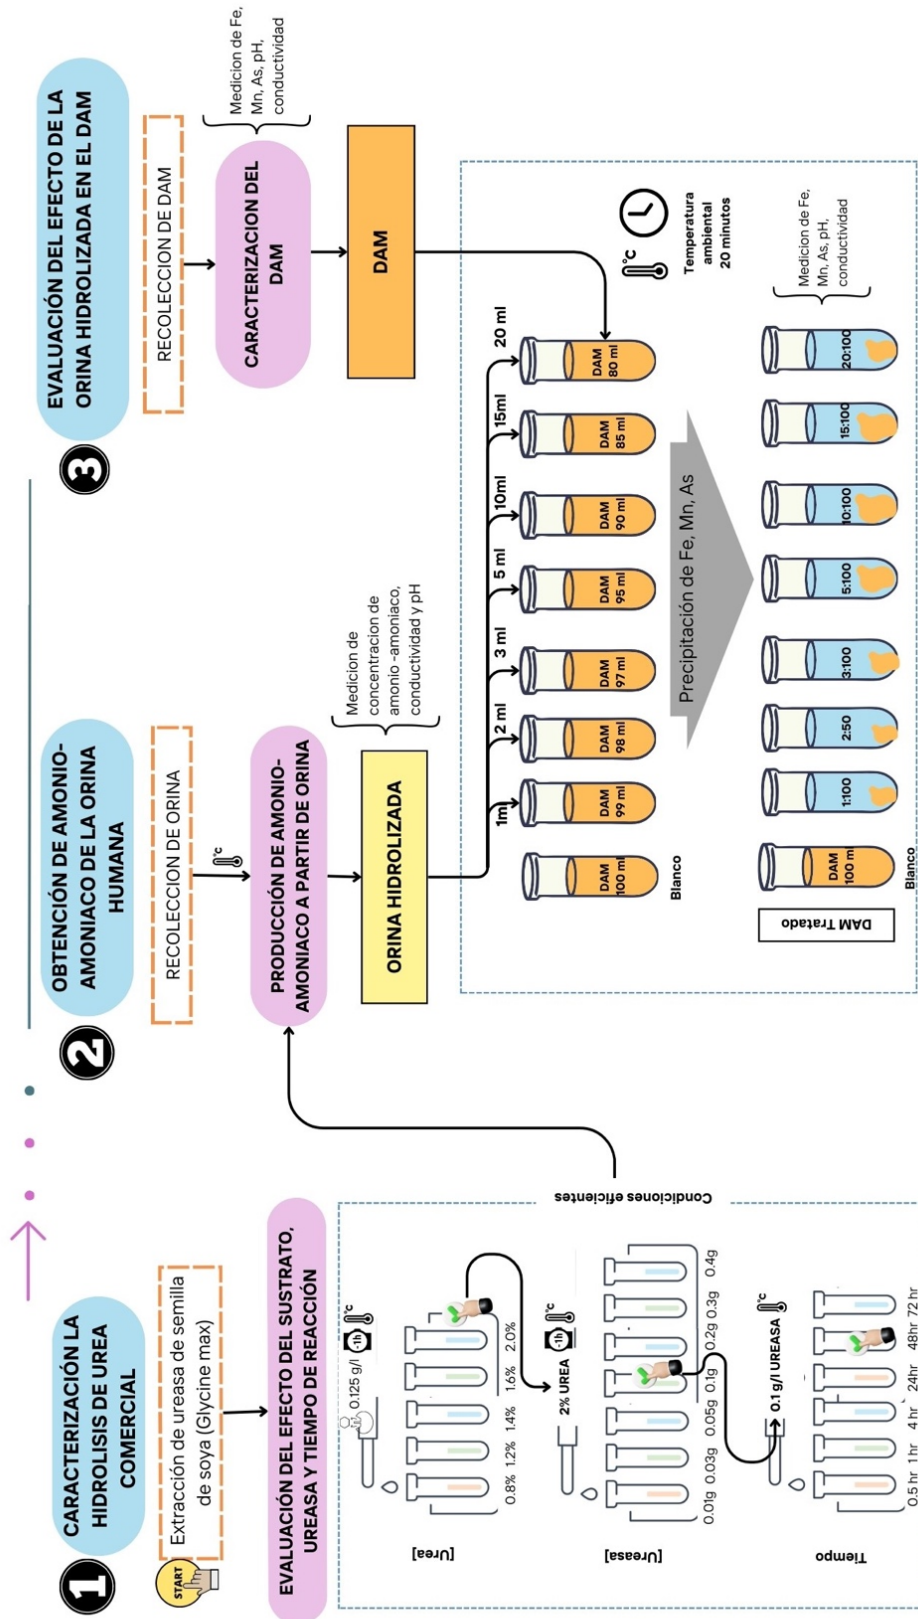 1
CARACTERIZACIÓN LA
HIDROLISIS DE UREA
COMERCIAL
START
Extracción de ureasa de semilla
de soya (Glycine max)
EVALUACIÓN DEL EFECTO DEL SUSTRATO,
UREASA Y TIEMPO DE REACCIÓN
[Urea]
0.125 g/l
-1h
°C
0.8% 1.2% 1.4% 1.6% 2.0%
2% UREA
-1h
°C
[Ureasa]
0.01g 0.03g 0.05g 0.1g 0.2g 0.3g 0.4g
0.1 g/l UREASA
°C
Tiempo
0.5 hr 1 hr 4 hr 24hr 48hr 72 hr
Condiciones eficientes
2
OBTENCIÓN DE AMONIO-
AMONIACO DE LA ORINA
HUMANA
RECOLECCION DE ORINA
°C
PRODUCCIÓN DE AMONIO-
AMONIACO A PARTIR DE ORINA
ORINA HIDROLIZADA
Medicion de
concentracion de
amonio -amoniaco,
conductividad y pH
3
EVALUACIÓN DEL EFECTO DE LA
ORINA HIDROLIZADA EN EL DAM
RECOLECCION DE DAM
CARACTERIZACION DEL
DAM
Medicion de Fe,
Mn, As, pH,
conductividad
DAM
1ml 2 ml 3 ml 5 ml 10ml 15ml 20 ml
DAM
100 ml
DAM
99 ml
DAM
98 ml
DAM
97 ml
DAM
95 ml
DAM
90 ml
DAM
85 ml
DAM
80 ml
Blanco
°C
Temperatura
ambiental
20 minutos
Precipitación de Fe, Mn, As
DAM Tratado
DAM
100 ml
1:100
2:50
3:100
5:100
10:100
15:100
20:100
Blanco
Medicion de Fe,
Mn, As, pH,
conductividad